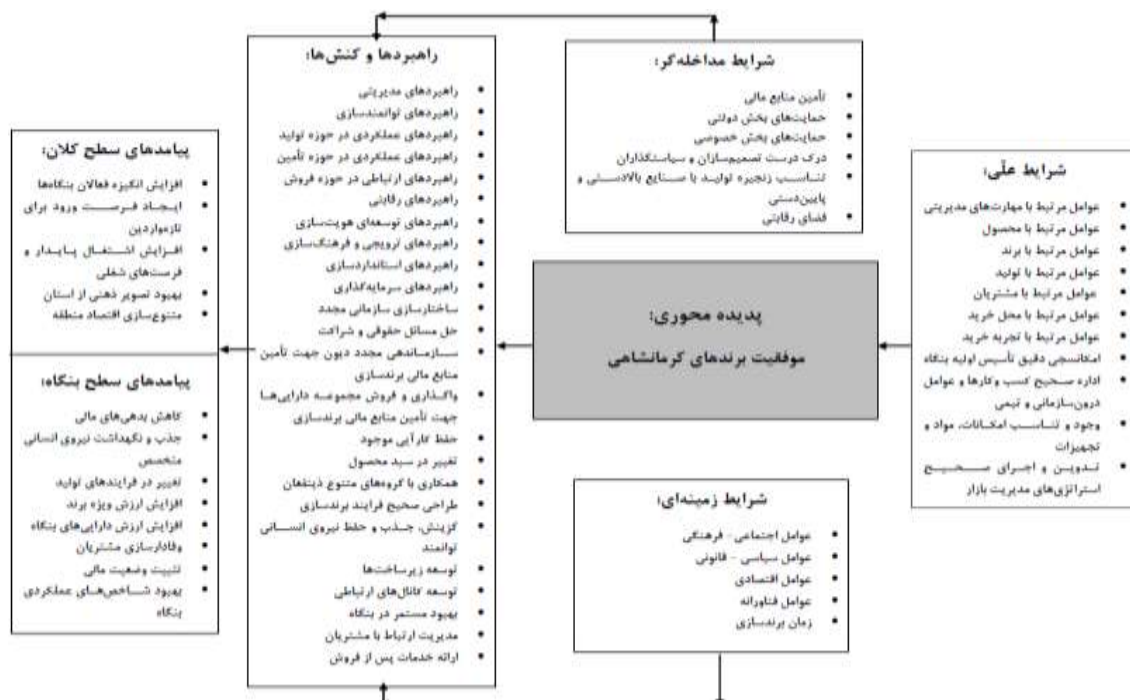 شرایط علّی:
عوامل مرتبط با مهارت‌های مدیریتی
عوامل مرتبط با محصول
عوامل مرتبط با برند
عوامل مرتبط با تولید
عوامل مرتبط با مشتریان
عوامل مرتبط با محل خرید
عوامل مرتبط با تجربه خرید
امکانسجی دقیق تأسیس اولیه بنگاه
اداره صحیح کسب وکارها و عوامل
درون‌سازمانی و تیمی
وجود و تناسب امکانات، مواد و
تجهیزات
تدوین و اجرای صحیح
استراتژی‌های مدیریت بازار
شرایط مداخله‌گر:
تأمین منابع مالی
حمایت‌های بخش دولتی
حمایت‌های بخش خصوصی
درک درست تصمیم‌سازان و سیاستگذاران
تناسب زنجیره تولید با صنایع بالادستی و
پایین‌دستی
فضای رقابتی
پدیده محوری:
موفقیت برندهای کرمانشاهی
شرایط زمینه‌ای:
عوامل اجتماعی - فرهنگی
عوامل سیاسی - قانونی
عوامل اقتصادی
عوامل فناورانه
زمان برندسازی
راهبردها و کنش‌ها:
راهبردهای مدیریتی
راهبردهای توانمندسازی
راهبردهای عملکردی در حوزه تولید
راهبردهای عملکردی در حوزه تأمین
راهبردهای ارتباطی در حوزه فروش
راهبردهای رقابتی
راهبردهای توسعه‌ای هویت‌سازی
راهبردهای ترویجی و فرهنگ‌سازی
راهبردهای استانداردسازی
راهبردهای سرمایه‌گذاری
ساختارسازی سازمانی مجدد
حل مسائل حقوقی و شراکت
سازماندهی مجدد دیون جهت تأمین
منابع مالی برندسازی
واگذاری و فروش مجموعه دارایی‌ها
جهت تأمین منابع مالی برندسازی
حفظ کارآیی موجود
تغییر در سبد محصول
همکاری با گروه‌های متنوع ذینفعان
طراحی صحیح فرایند برندسازی
گزینش، جذب و حفظ نیروی انسانی
توانمند
توسعه زیرساخت‌ها
توسعه کانال‌های ارتباطی
بهبود مستمر در بنگاه
مدیریت ارتباط با مشتریان
ارائه خدمات پس از فروش
پیامدهای سطح کلان:
افزایش انگیزه فعالان بنگاه‌ها
ایجاد فرصت ورود برای
تازه‌واردین
افزایش اشتغال پایدار و
فرصت‌های شغلی
بهبود تصویر ذهنی از استان
متنوع‌سازی اقتصاد منطقه
پیامدهای سطح بنگاه:
کاهش بدهی‌های مالی
جذب و نگهداشت نیروی انسانی
متخصص
تغییر در فرایندهای تولید
افزایش ارزش ویژه برند
افزایش ارزش دارایی‌های بنگاه
وفادارسازی مشتریان
تثبیت وضعیت مالی
بهبود شاخص‌های عملکردی
بنگاه